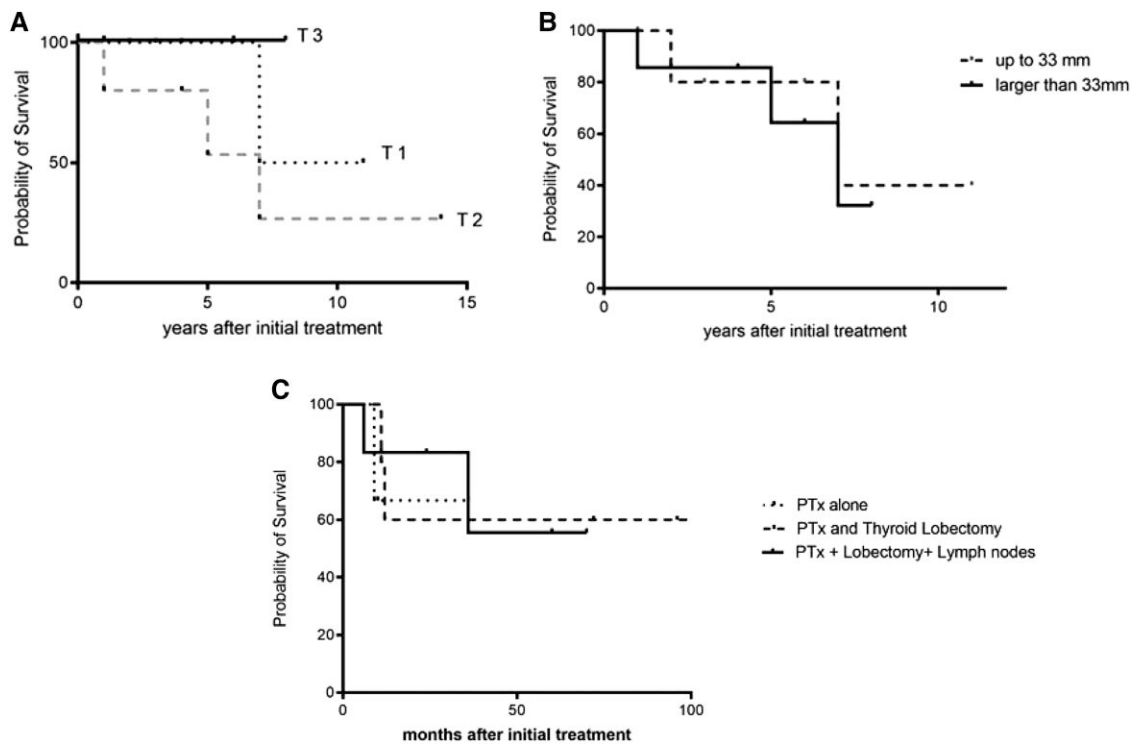 A
Probability of Survival
100
50
0
T 3
T 1
T 2
0
5
10
15
years after initial treatment
B
Probability of Survival
100
80
60
40
20
0
up to 33 mm
larger than 33mm
0
5
10
years after initial treatment
C
Probability of Survival
100
80
60
40
20
0
PTx alone
PTx and Thyroid Lobectomy
PTx + Lobectomy+ Lymph nodes
0
50
100
months after initial treatment